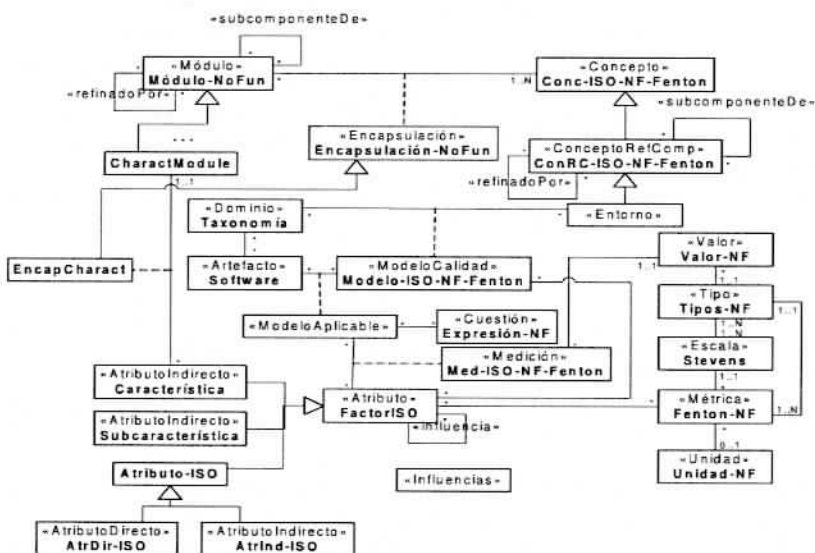 «subcomponenteDe»
«Módulo»
Módulo-NoFun
«refinadoPor»
*
*
*
*
*
1..N
«Concepto»
Conc-ISO-NF-Fenton
«subcomponenteDe»
...
CharactModule
1..1
«Encapsulación»
Encapsulación-NoFun
«ConceptoRefComp»
ConRC-ISO-NF-Fenton
«refinadoPor»
«Dominio»
Taxonomía
«Entorno»
EncapCharact
«Artefacto»
Software
«ModeloCalidad»
Modelo-ISO-NF-Fenton
«Valor»
Valor-NF
1..1
1..1
«Tipo»
Tipos-NF
1..1
1..N
1..N
«ModeloAplicable»
«Cuestión»
Expresión-NF
«Escala»
Stevens
1..1
«Medición»
Med-ISO-NF-Fenton
«AtributoIndirecto»
Característica
«Atributo»
FactorISO
«Influencia»
«Métrica»
Fenton-NF
1..N
«AtributoIndirecto»
Subcaracterística
0..1
Atributo-ISO
«Influencias»
«Unidad»
Unidad-NF
«AtributoDirecto»
AtrDir-ISO
«AtributoIndirecto»
AtrInd-ISO